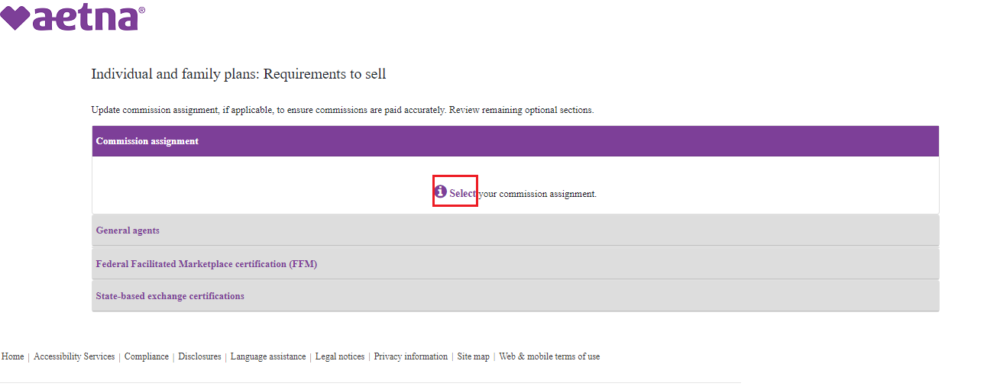 aetna®
Individual and family plans: Requirements to sell
Update commission assignment, if applicable, to ensure commissions are paid accurately. Review remaining optional sections.
Commission assignment
i Select your commission assignment.
General agents
Federal Facilitated Marketplace certification (FFM)
State-based exchange certifications
Home | Accessibility Services | Compliance | Disclosures | Language assistance | Legal notices | Privacy information | Site map | Web & mobile terms of use